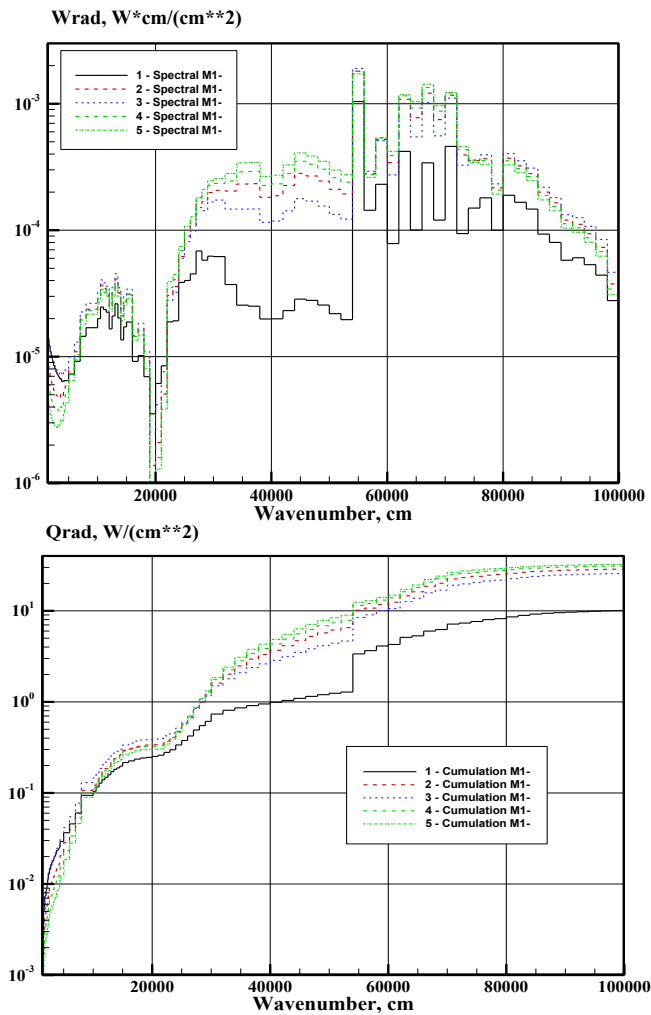 Wrad, W*cm/(cm**2)
10^-3
10^-4
10^-5
10^-6
1 - Spectral M1-
2 - Spectral M1-
3 - Spectral M1-
4 - Spectral M1-
5 - Spectral M1-
20000 40000 60000 80000 100000
Wavenumber, cm
Qrad, W/(cm**2)
10^1
10^0
10^-1
10^-2
10^-3
1 - Cumulation M1-
2 - Cumulation M1-
3 - Cumulation M1-
4 - Cumulation M1-
5 - Cumulation M1-
20000 40000 60000 80000 100000
Wavenumber, cm